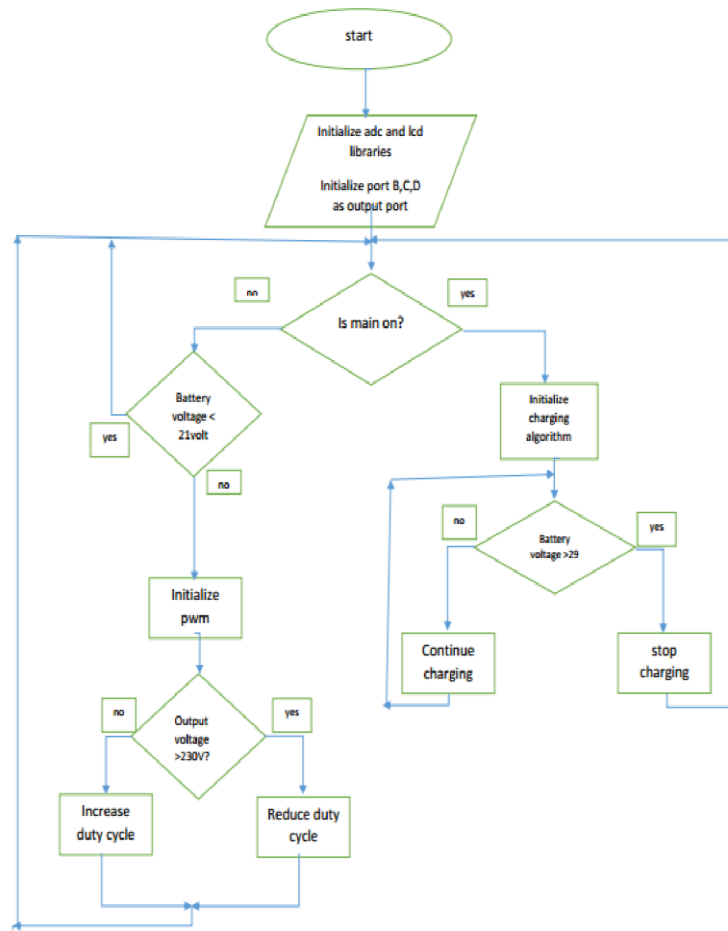 start
Initialize adc and lcd
libraries
Initialize port B,C,D
as output port
no
yes
Is main on?
Battery
voltage <
21volt
yes
no
Initialize
charging
algorithm
no
yes
Battery
voltage >29
Initialize
pwm
Continue
charging
stop
charging
no
yes
Output
voltage
>230V?
Increase
duty cycle
Reduce duty
cycle